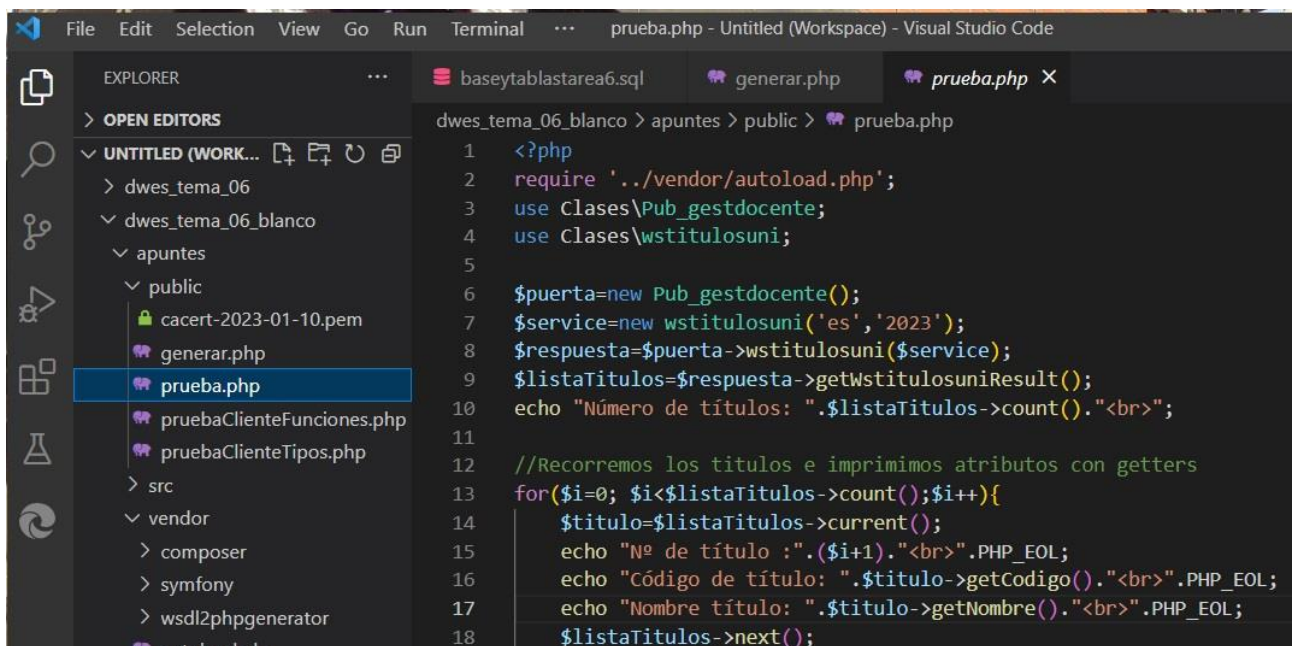 File Edit Selection View Go Run Terminal ··· prueba.php - Untitled (Workspace) - Visual Studio Code
EXPLORER ···
> OPEN EDITORS
UNTITLED (WORK...
> dwes_tema_06
dwes_tema_06_blanco
apuntes
public
cacert-2023-01-10.pem
generar.php
prueba.php
pruebaClienteFunciones.php
pruebaClienteTipos.php
> src
vendor
> composer
> symfony
> wsdl2phpgenerator
baseytablastarea6.sql generar.php prueba.php
dwes_tema_06_blanco > apuntes > public > prueba.php
1 <?php
2 require '../vendor/autoload.php';
3 use Clases\Pub_gestdocente;
4 use Clases\wstitulosuni;
5
6 $puerta=new Pub_gestdocente();
7 $service=new wstitulosuni('es','2023');
8 $respuesta=$puerta->wstitulosuni($service);
9 $listaTitulos=$respuesta->getWstitulosuniResult();
10 echo "Número de títulos: ".$listaTitulos->count()."<br>";
11
12 //Recorremos los titulos e imprimimos atributos con getters
13 for($i=0; $i<$listaTitulos->count();$i++){
14 $titulo=$listaTitulos->current();
15 echo "Nº de título :".($i+1)."<br>".PHP_EOL;
16 echo "Código de título: ".$titulo->getCodigo()."<br>".PHP_EOL;
17 echo "Nombre título: ".$titulo->getNombre()."<br>".PHP_EOL;
18 $listaTitulos->next();